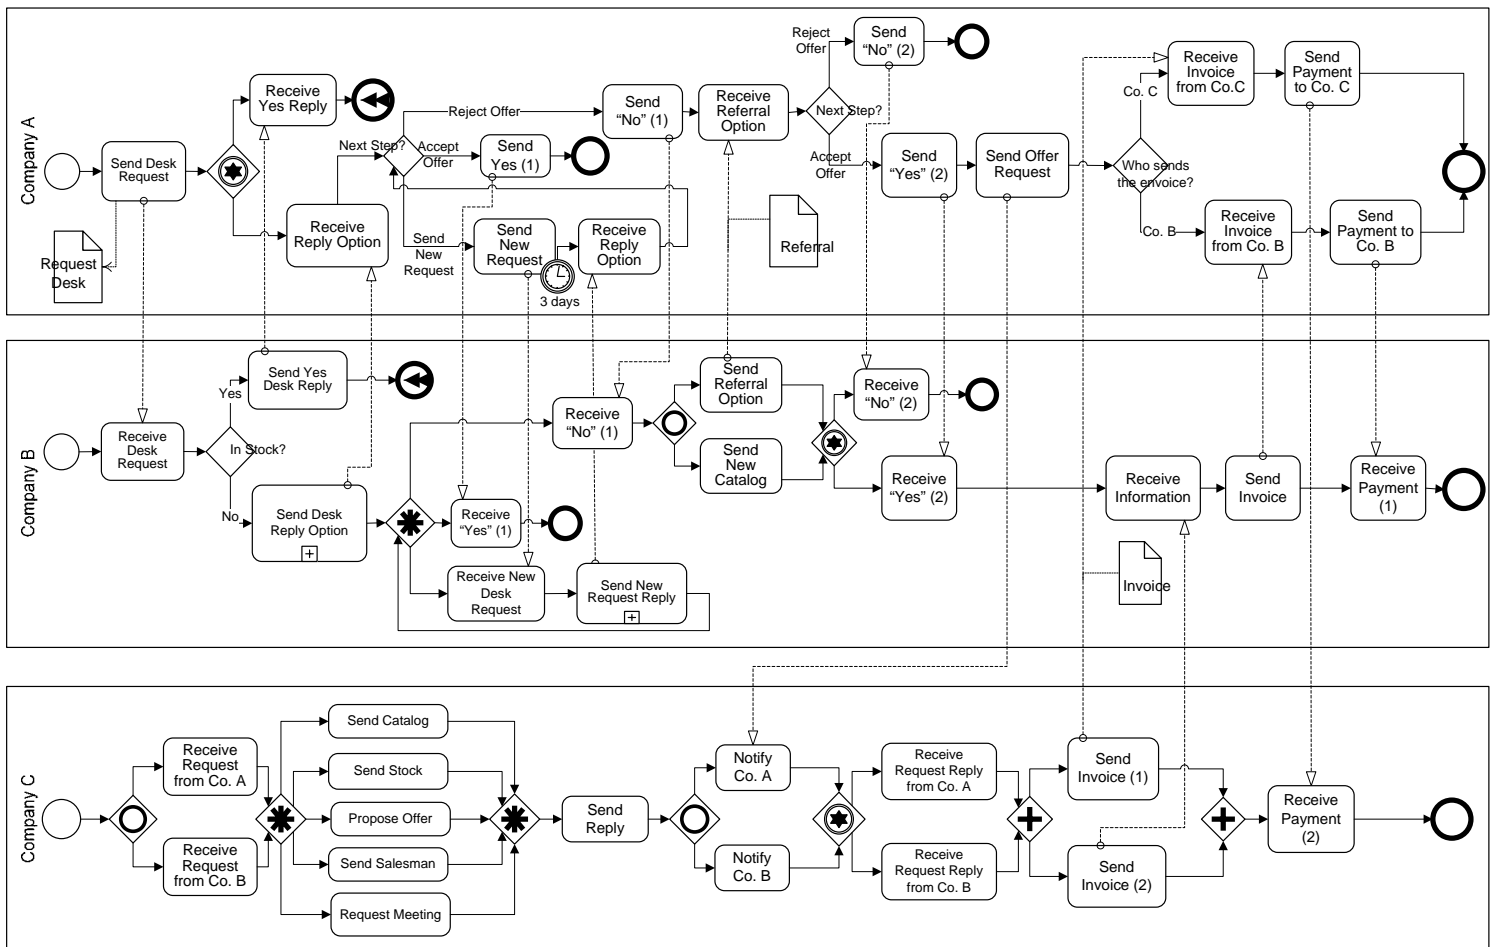 Company A
Send Desk
Request
Request
Desk
Receive
Yes Reply
Receive
Reply Option
Next Step?
Reject Offer
Accept
Offer
Send
New
Request
Send
Yes (1)
Send
New
Request
3 days
Receive
Reply
Option
Send
“No” (1)
Receive
Referral
Option
Referral
Next Step?
Reject
Offer
Accept
Offer
Send
“No” (2)
Send
“Yes” (2)
Send Offer
Request
Who sends
the envoice?
Co. C
Co. B
Receive
Invoice
from Co.C
Send
Payment
to Co. C
Receive
Invoice
from Co. B
Send
Payment to
Co. B
Company B
Receive
Desk
Request
In Stock?
Yes
No
Send Yes
Desk Reply
Send Desk
Reply Option
Receive
“Yes” (1)
Receive New
Desk
Request
Send New
Request Reply
Receive
“No” (1)
Send
Referral
Option
Send
New
Catalog
Receive
“No” (2)
Receive
“Yes” (2)
Receive
Information
Send
Invoice
Receive
Payment
(1)
Invoice
Company C
Receive
Request
from Co. A
Receive
Request
from Co. B
Send Catalog
Send Stock
Propose Offer
Send Salesman
Request Meeting
Send
Reply
Notify
Co. A
Notify
Co. B
Receive
Request Reply
from Co. A
Receive
Request Reply
from Co. B
Send
Invoice (1)
Send
Invoice (2)
Receive
Payment
(2)